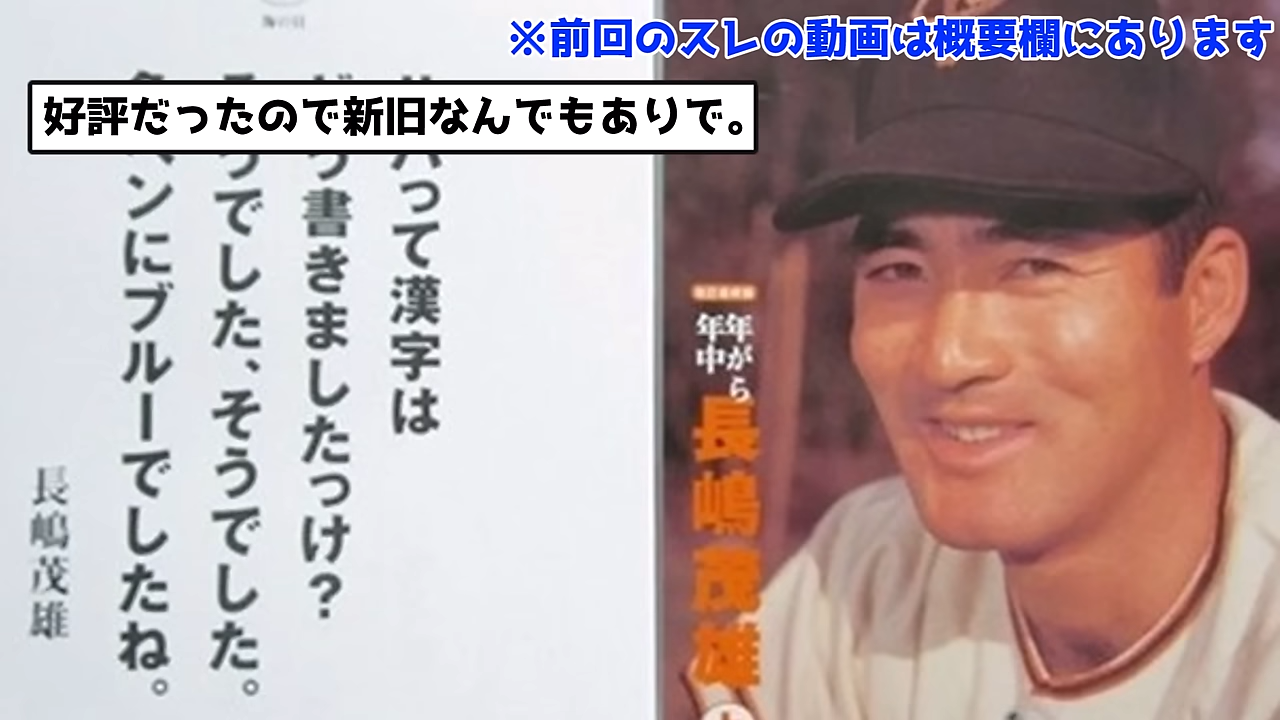 ※前回のスレの動画は概要欄にあります
好評だったので新旧なんでもありで。
って漢字は
書きましたっけ?
でした、そうでした。
ンにブルーでしたね。
長嶋茂雄
年がら
年中
長嶋茂雄